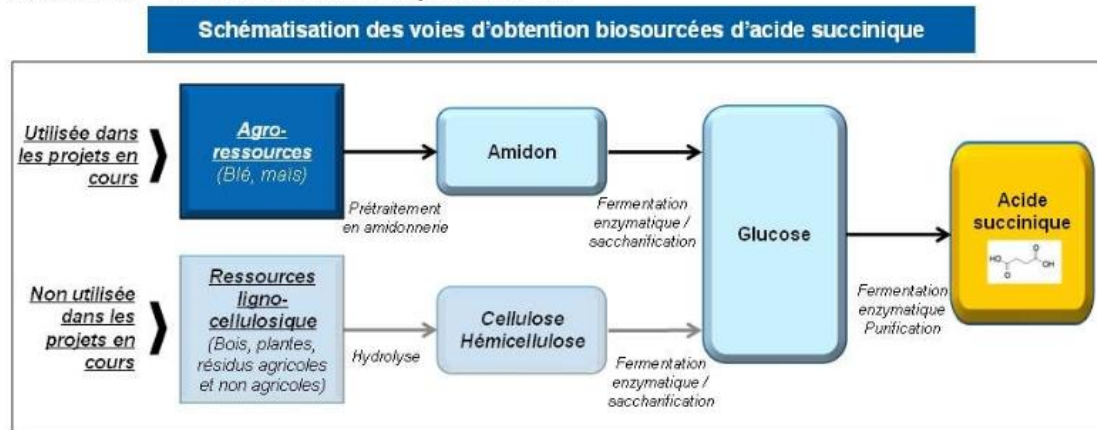 Schématisation des voies d'obtention biosourcées d'acide succinique
Utilisée dans
les projets en
cours
Agro-
ressources
(Blé, maïs)
Prétraitement
en amidonnerie
Amidon
Fermentation
enzymatique /
saccharification
Glucose
Fermentation
enzymatique
Purification
Acide
succinique
HO
O
O
OH
Non utilisée
dans les
projets en
cours
Ressources
ligno-
cellulosique
(Bois, plantes,
résidus agricoles
et non agricoles)
Hydrolyse
Cellulose
Hémicellulose
Fermentation
enzymatique /
saccharification